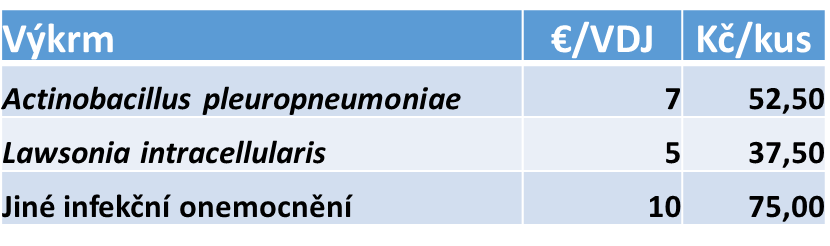 Výkrm €/VDJ Kč/kus
Actinobacillus pleuropneumoniae 7 52,50
Lawsonia intracellularis 5 37,50
Jiné infekční onemocnění 10 75,00